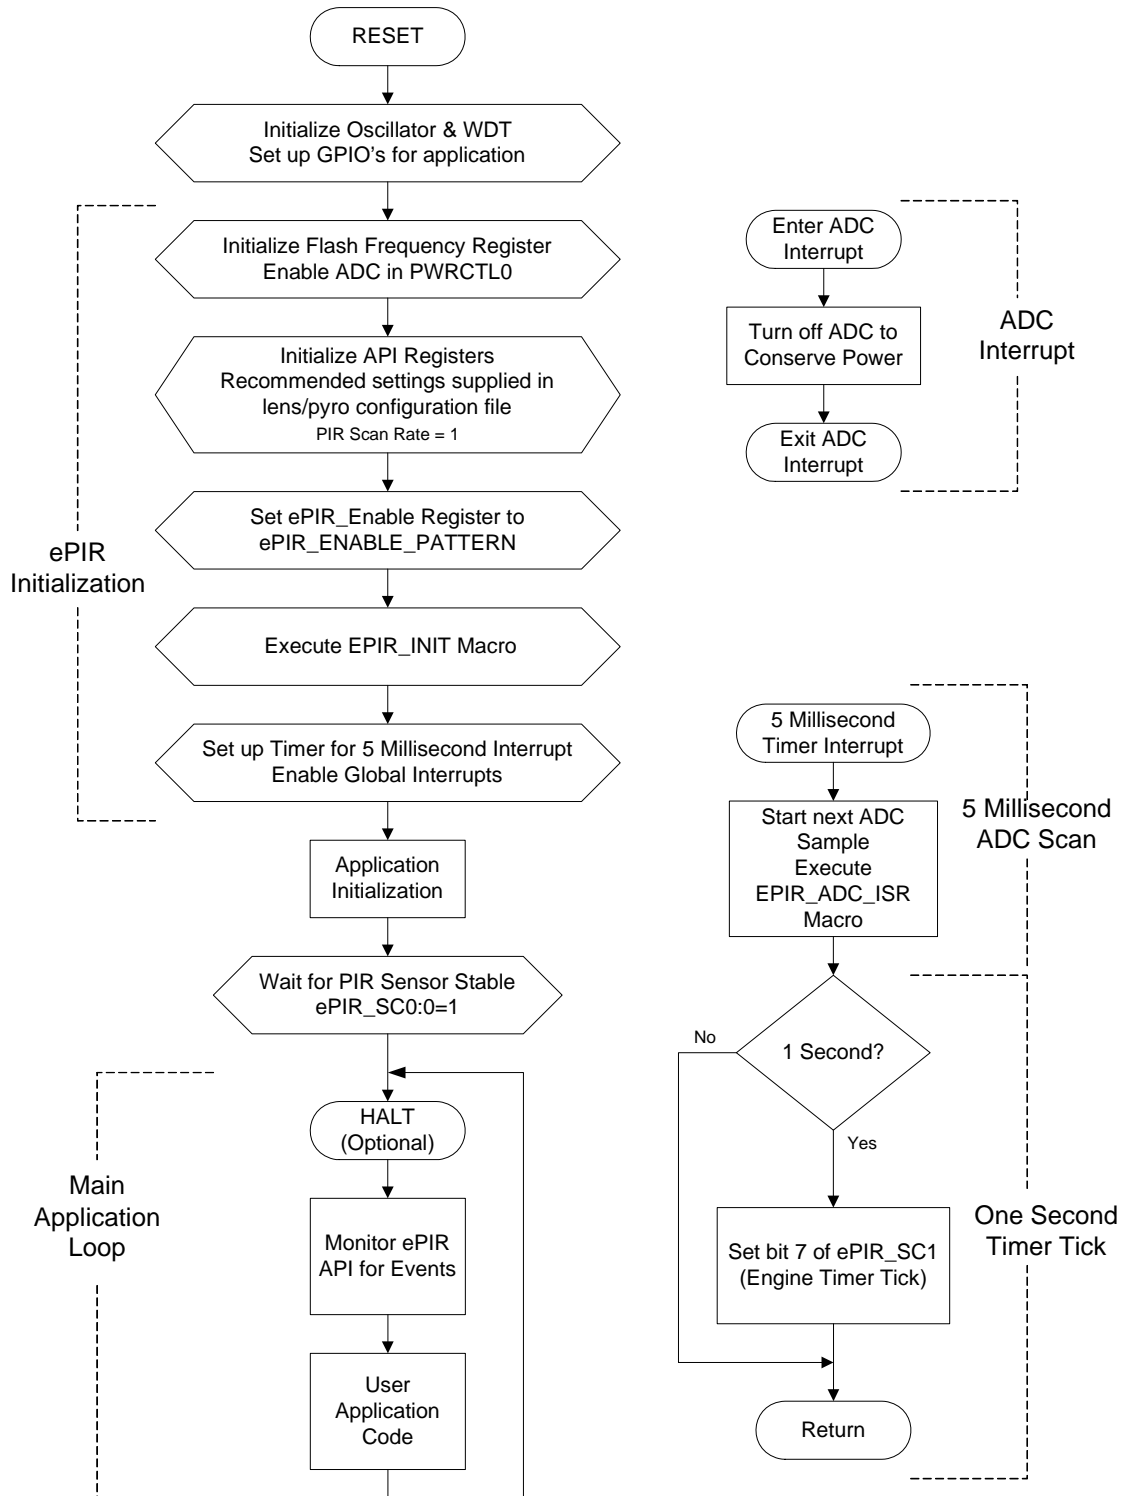 RESET
Initialize Oscillator & WDT
Set up GPIO's for application
Initialize Flash Frequency Register
Enable ADC in PWRCTL0
Initialize API Registers
Recommended settings supplied in
lens/pyro configuration file
PIR Scan Rate = 1
Set ePIR_Enable Register to
ePIR_ENABLE_PATTERN
ePIR
Initialization
Execute EPIR_INIT Macro
Set up Timer for 5 Millisecond Interrupt
Enable Global Interrupts
Application
Initialization
Wait for PIR Sensor Stable
ePIR_SC0:0=1
HALT
(Optional)
Main
Application
Loop
Monitor ePIR
API for Events
User
Application
Code
Enter ADC
Interrupt
Turn off ADC to
Conserve Power
Exit ADC
Interrupt
ADC
Interrupt
5 Millisecond
Timer Interrupt
Start next ADC
Sample
Execute
EPIR_ADC_ISR
Macro
5 Millisecond
ADC Scan
1 Second?
No
Yes
Set bit 7 of ePIR_SC1
(Engine Timer Tick)
One Second
Timer Tick
Return